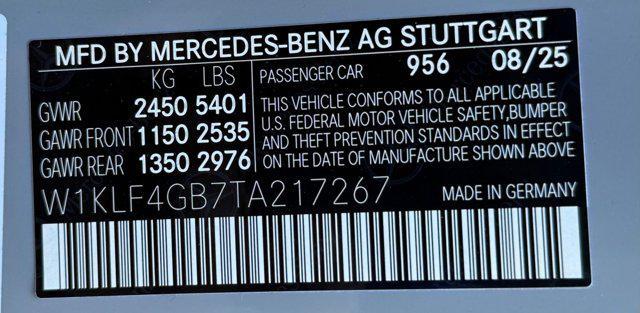 MFD BY MERCEDES-BENZ AG STUTTGART
KG LBS
GVWR 2450 5401
GAWR FRONT 1150 2535
GAWR REAR 1350 2976
PASSENGER CAR 956 08/25
THIS VEHICLE CONFORMS TO ALL APPLICABLE
U.S. FEDERAL MOTOR VEHICLE SAFETY,BUMPER
AND THEFT PREVENTION STANDARDS IN EFFECT
ON THE DATE OF MANUFACTURE SHOWN ABOVE
W1KLF4GB7TA217267
MADE IN GERMANY